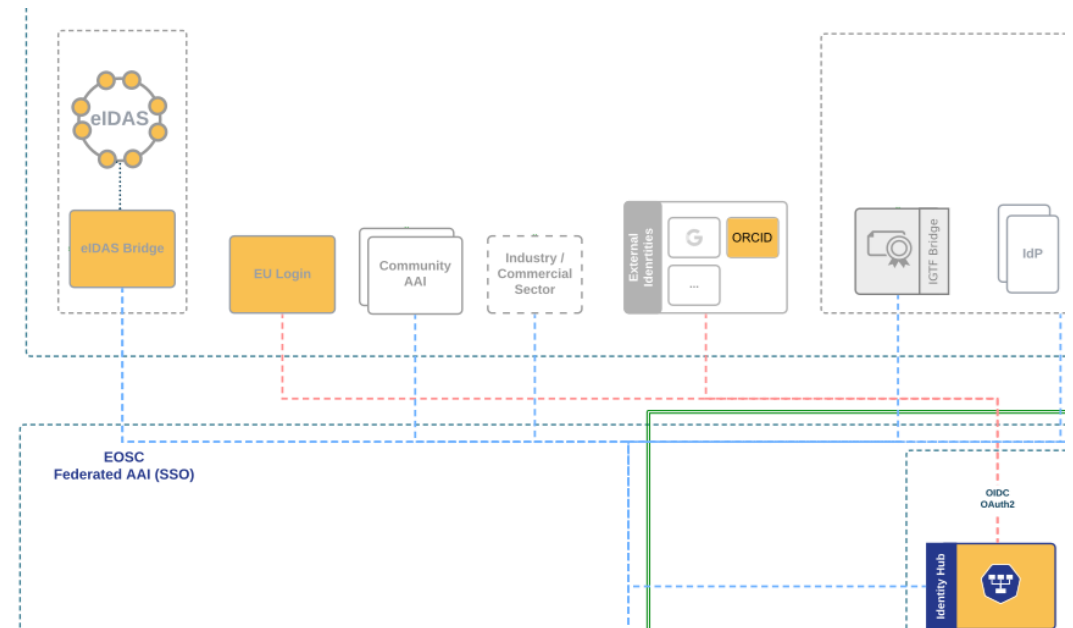 eIDAS
eIDAS Bridge
EU Login
Community
AAI
Industry /
Commercial
Sector
External
Idenrtities
G
ORCID
...
IGTF Bridge
IdP
EOSC
Federated AAI (SSO)
OIDC
OAuth2
Identity Hub